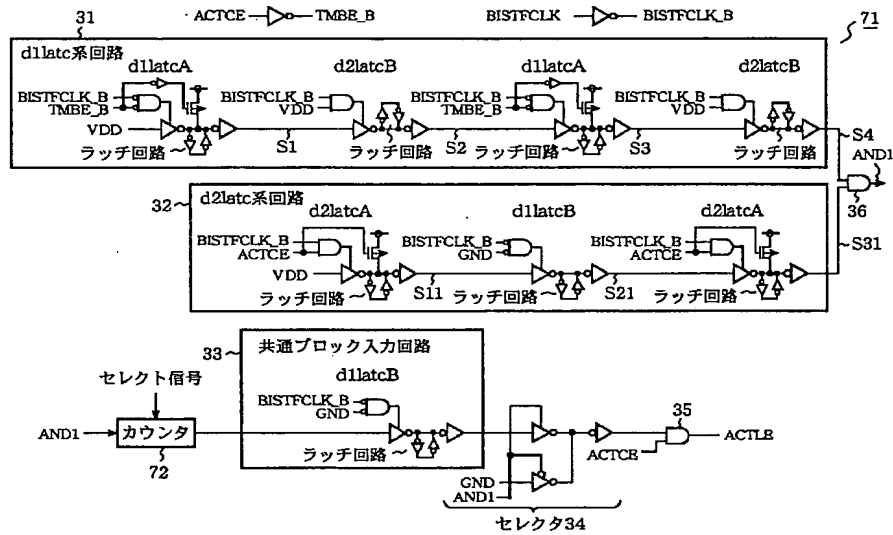 ACTCE TMBE_B BISTFCLK BISTFCLK_B
31
71
d1latc系回路
d1latcA d2latcB d1latcA d2latcB
BISTFCLK_B BISTFCLK_B BISTFCLK_B BISTFCLK_B
TMBE_B VDD TMBE_B VDD
VDD
S1 S2 S3 S4
ラッチ回路 ラッチ回路 ラッチ回路 ラッチ回路
AND1
36
32
d2latc系回路
d2latcA d1latcB d2latcA
S31
BISTFCLK_B BISTFCLK_B BISTFCLK_B
ACTCE GND ACTCE
VDD
ラッチ回路 S11 ラッチ回路 S21 ラッチ回路
33
共通ブロック入力回路
セレクト信号
d1latcB
BISTFCLK_B
GND
35
AND1 カウンタ ACTLE
72
ラッチ回路
ACTCE
GND
AND1
セレクタ34